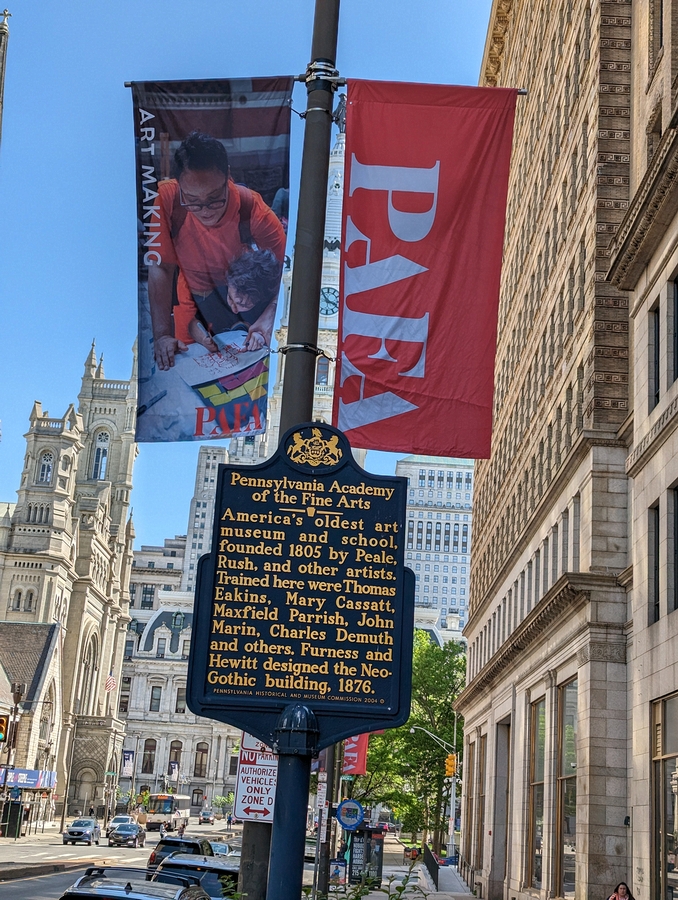 ART MAKING
PAFA
PAFA
Pennsylvania Academy
of the Fine Arts
America's oldest art
museum and school,
founded 1805 by Peale,
Rush, and other artists.
Trained here were Thomas
Eakins, Mary Cassatt,
Maxfield Parrish, John
Marin, Charles Demuth
and others. Furness and
Hewitt designed the Neo-
Gothic building, 1876.
PENNSYLVANIA HISTORICAL AND MUSEUM COMMISSION 2004 ©
NO PARKING
AUTHORIZED
VEHICLES
ONLY
ZONE D